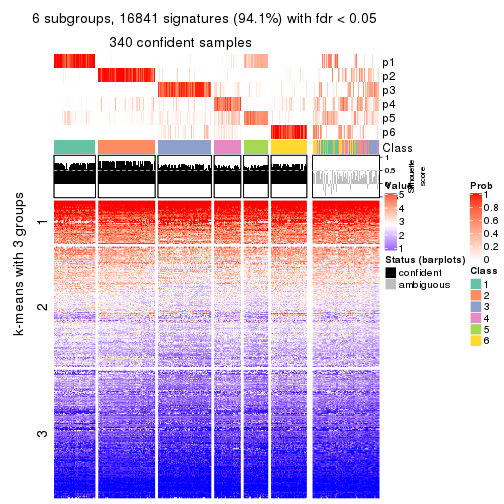 6 subgroups, 16841 signatures (94.1%) with fdr < 0.05
340 confident samples
p1
p2
p3
p4
p5
p6
Class
1
0.5
0
Silhouette
score
k-means with 3 groups
1
2
3
Value
5
4
3
2
1
Status (barplots)
confident
ambiguous
Prob
1
0.8
0.6
0.4
0.2
0
Class
1
2
3
4
5
6